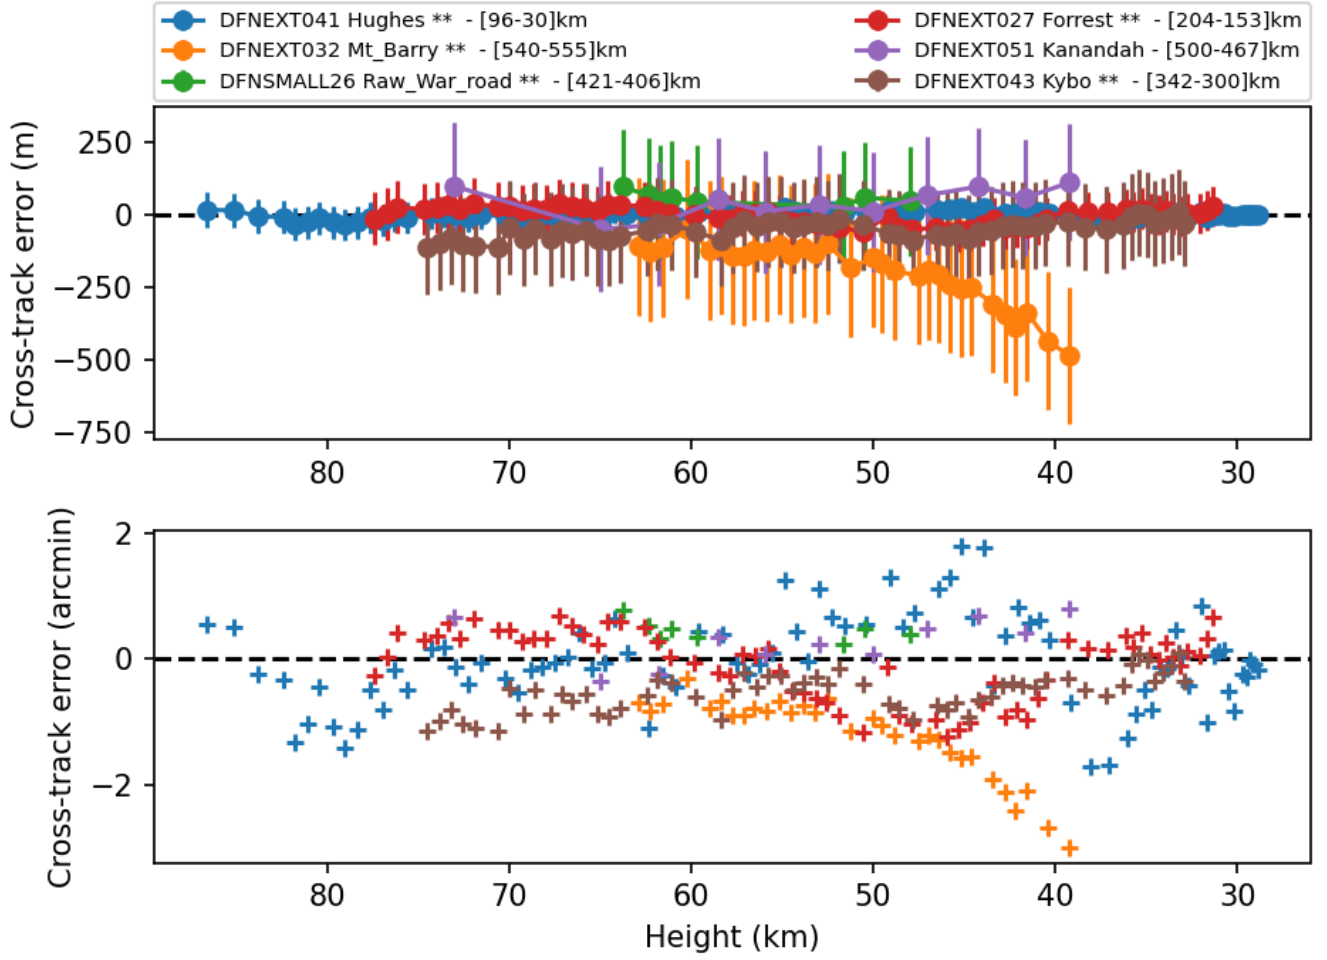 DFNEXT041 Hughes ** - [96-30]km
DFNEXT032 Mt_Barry ** - [540-555]km
DFNSMALL26 Raw_War_road ** - [421-406]km
DFNEXT027 Forrest ** - [204-153]km
DFNEXT051 Kanandah - [500-467]km
DFNEXT043 Kybo ** - [342-300]km
Cross-track error (m)
250
0
−250
−500
−750
80 70 60 50 40 30
Cross-track error (arcmin)
2
0
−2
80 70 60 50 40 30
Height (km)